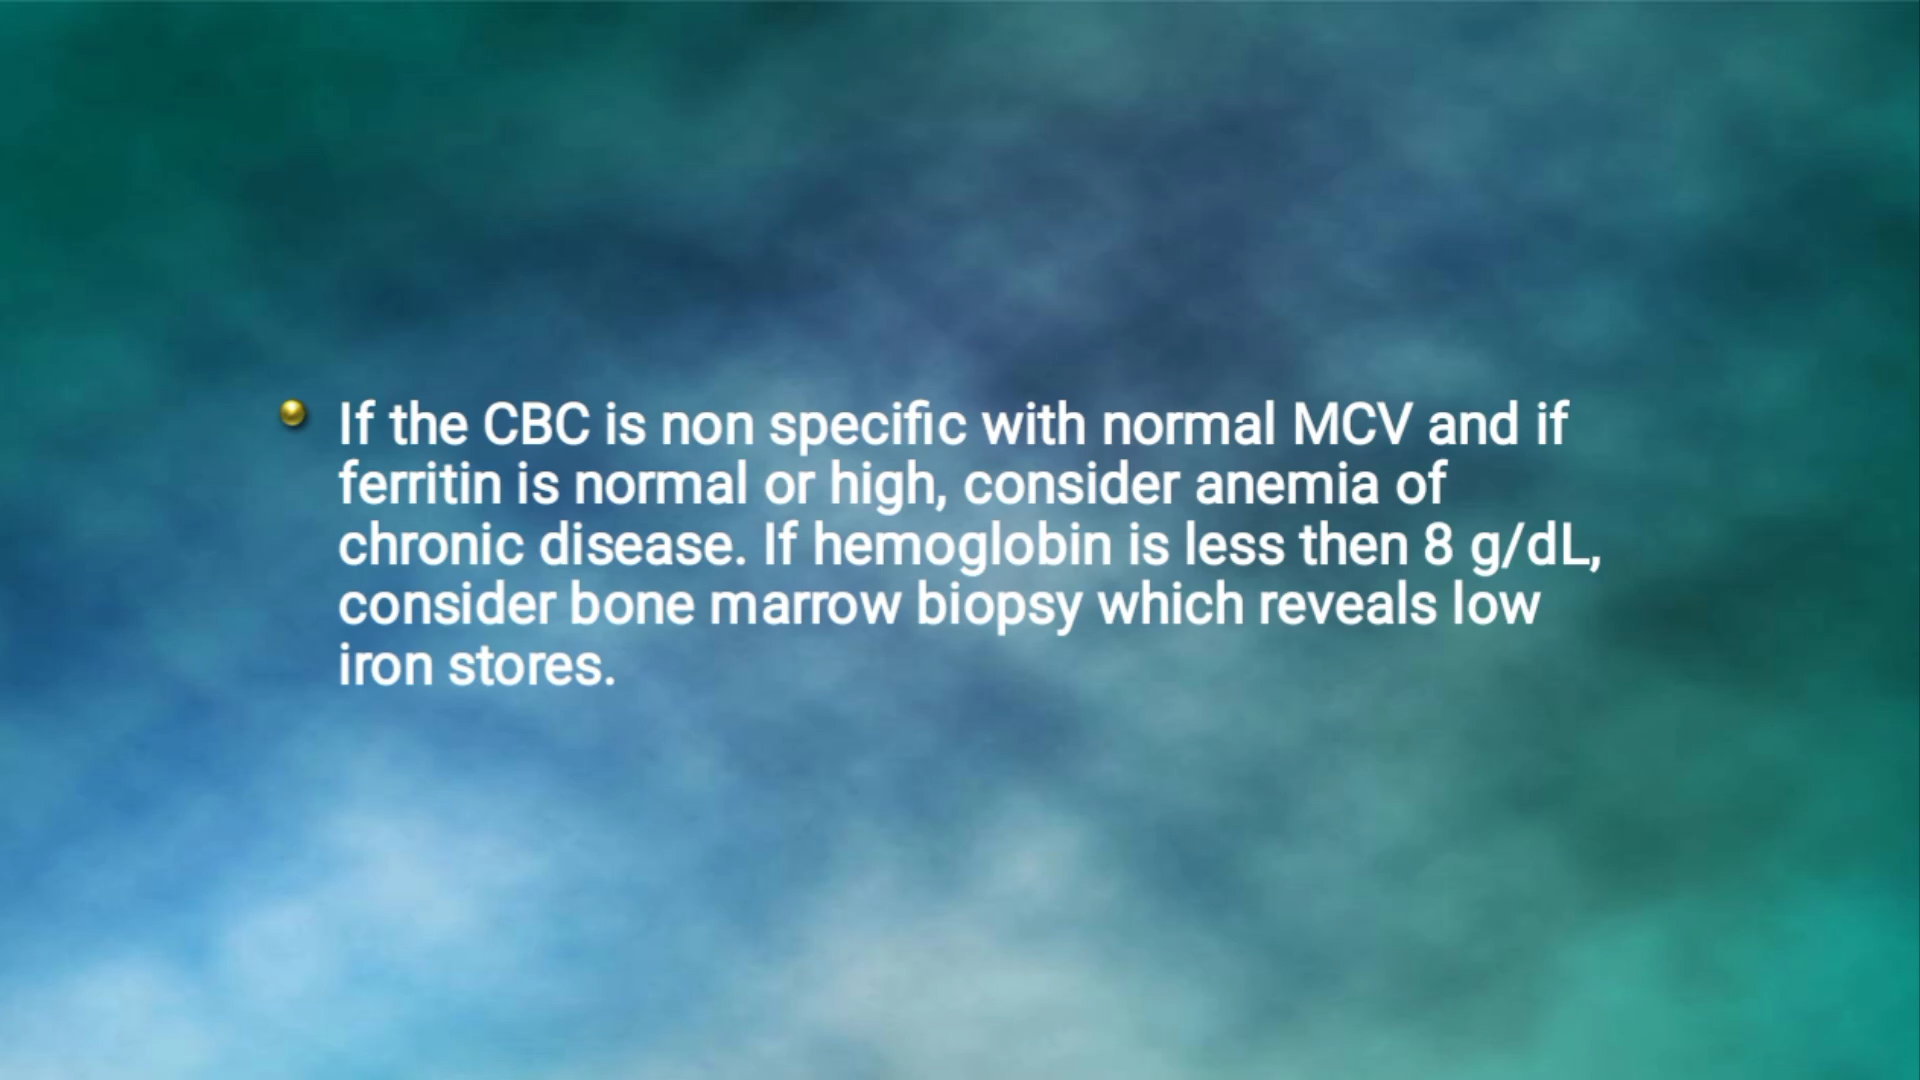 If the CBC is non specific with normal MCV and if
ferritin is normal or high, consider anemia of
chronic disease. If hemoglobin is less then 8 g/dL,
consider bone marrow biopsy which reveals low
iron stores.